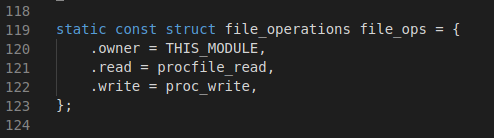 118
119 static const struct file_operations file_ops = {
120     .owner = THIS_MODULE,
121     .read = procfile_read,
122     .write = proc_write,
123 };
124